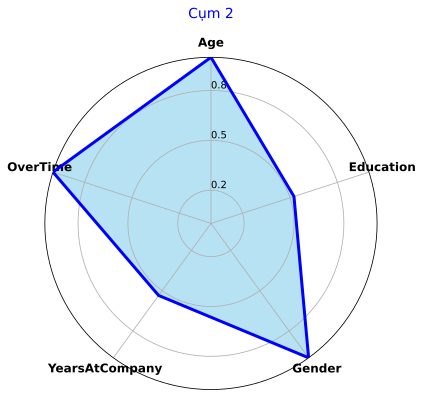 Cụm 2
Age
0.8
OverTime
Education
0.5
0.2
YearsAtCompany
Gender